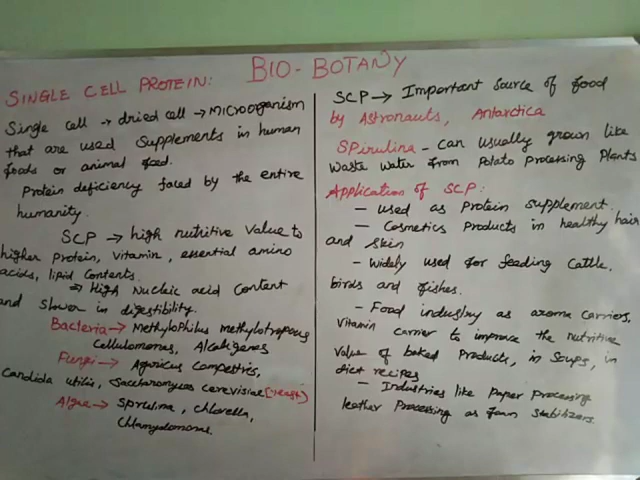 BIO-BOTANY
SINGLE CELL PROTEIN:
Single cell → dried cell → Microorganism
that are used Supplements in human
foods or animal feed.
Protein deficiency faced by the entire
humanity.
SCP → high nutritive value to
higher protein, vitamin, essential amino
acids, lipid contents.
⇒ High Nucleic acid content
and slower in digestibility.
Bacteria → Methylophilus methylotropous
Cellulomonas, Alcaligenes
Fungi → Agaricus campestris,
Candida utilis, Saccharomyces cerevisiae (Yeast)
Algae → Spirulina, Chlorella,
Chlamydomonas.
SCP → Important Source of food
by Astronauts, Antarctica
Spirulina - can usually grown like
waste water from Potato Processing Plants
Application of SCP:
- used as Protein supplement.
- Cosmetics Products in healthy hair
and skin
- Widely used for feeding Cattle,
birds and fishes.
- Food industry as aroma carriers,
vitamin carrier to improve the nutritive
value of baked Products, in Soups, in
diet recipes
- Industries like Paper processing
leather Processing as foam stabilizers.